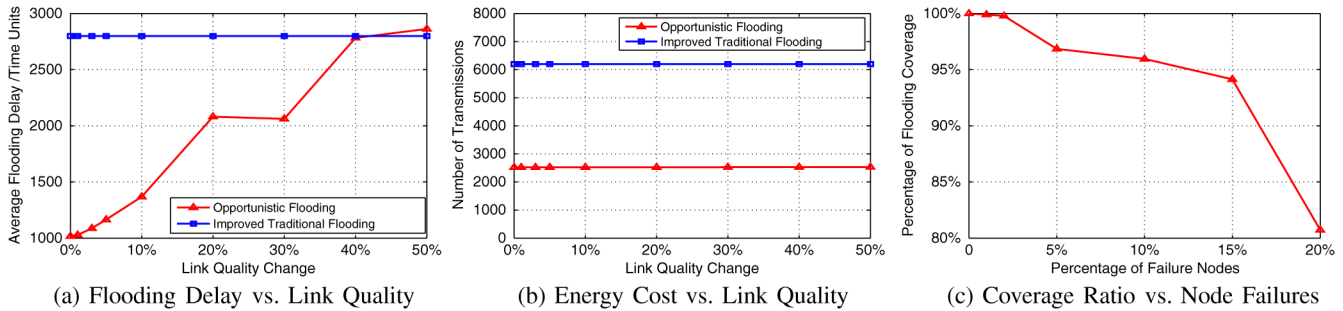 Average Flooding Delay /Time Units
3000
2500
2000
1500
1000
0%
10%
20%
30%
40%
50%
Link Quality Change
Opportunistic Flooding
Improved Traditional Flooding
(a) Flooding Delay vs. Link Quality
Number of Transmissions
8000
7000
6000
5000
4000
3000
2000
1000
0
0%
10%
20%
30%
40%
50%
Link Quality Change
Opportunistic Flooding
Improved Traditional Flooding
(b) Energy Cost vs. Link Quality
Percentage of Flooding Coverage
100%
95%
90%
85%
80%
0
5%
10%
15%
20%
Percentage of Failure Nodes
(c) Coverage Ratio vs. Node Failures